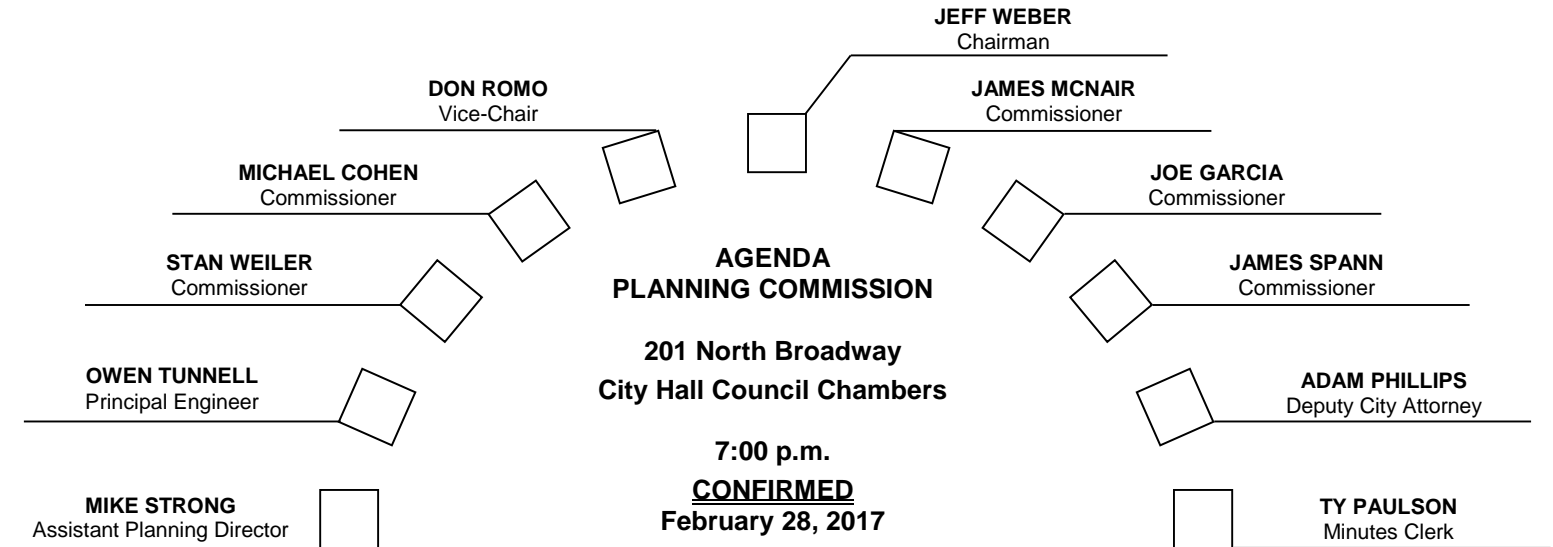 JEFF WEBER
Chairman
DON ROMO
Vice-Chair
JAMES MCNAIR
Commissioner
MICHAEL COHEN
Commissioner
JOE GARCIA
Commissioner
STAN WEILER
Commissioner
AGENDA
PLANNING COMMISSION
JAMES SPANN
Commissioner
201 North Broadway
City Hall Council Chambers
OWEN TUNNELL
Principal Engineer
ADAM PHILLIPS
Deputy City Attorney
7:00 p.m.
CONFIRMED
February 28, 2017
MIKE STRONG
Assistant Planning Director
TY PAULSON
Minutes Clerk